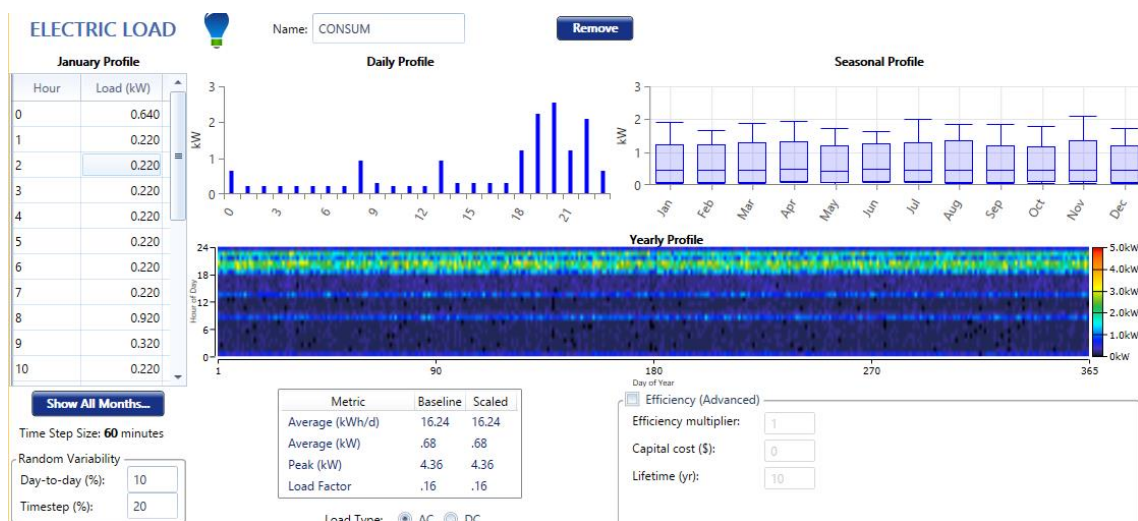 ELECTRIC LOAD
Name: CONSUM
Remove
January Profile
Hour Load (kW)
0 0.640
1 0.220
2 0.220
3 0.220
4 0.220
5 0.220
6 0.220
7 0.220
8 0.920
9 0.320
10 0.220
Show All Months...
Time Step Size: 60 minutes
Random Variability
Day-to-day (%): 10
Timestep (%): 20
Daily Profile
kW
3
2
1
0
0 3 6 9 12 15 18 21
Seasonal Profile
kW
3
2
1
0
Jan Feb Mar Apr May Jun Jul Aug Sep Oct Nov Dec
Yearly Profile
Hour of Day
24
18
12
6
0
1 90 180 270 365
Day of Year
5.0kW
4.0kW
3.0kW
2.0kW
1.0kW
0kW
Metric Baseline Scaled
Average (kWh/d) 16.24 16.24
Average (kW) .68 .68
Peak (kW) 4.36 4.36
Load Factor .16 .16
Load Type: AC DC
Efficiency (Advanced)
Efficiency multiplier: 1
Capital cost ($): 0
Lifetime (yr): 10